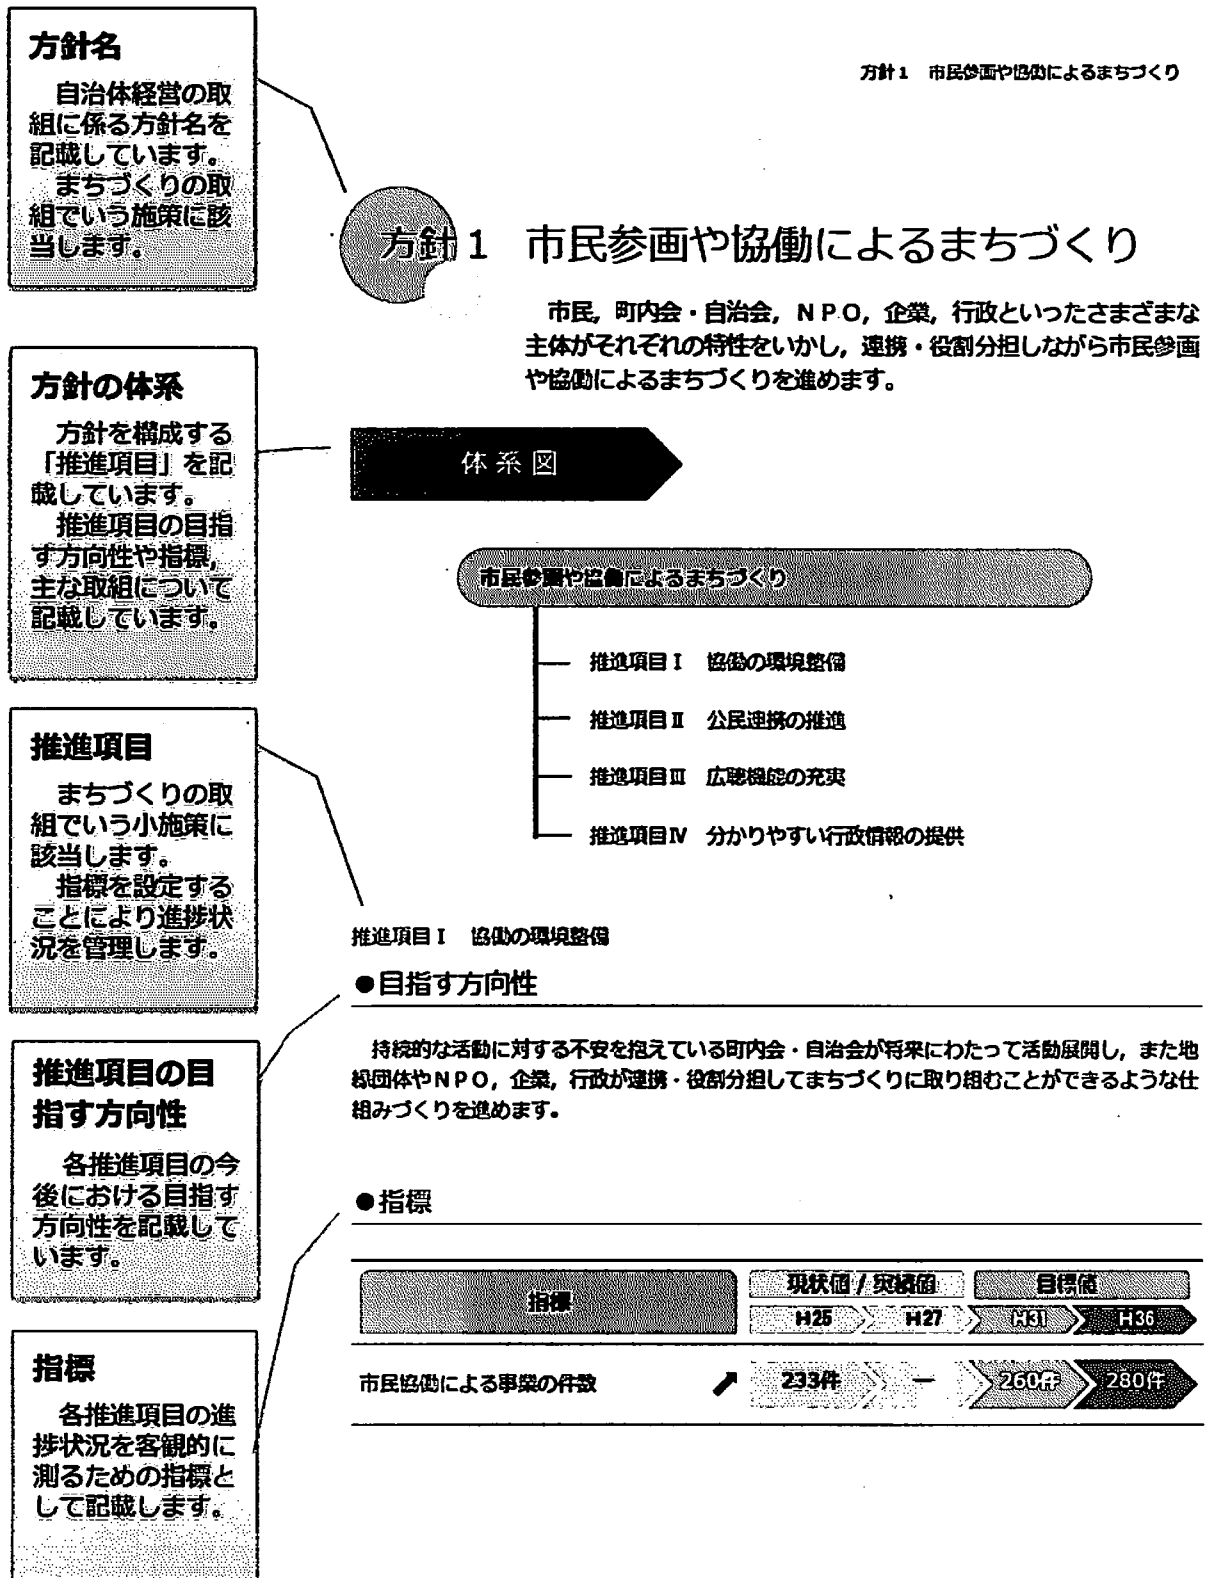 方針名
自治体経営の取
組に係る方針名を
記載しています。
まちづくりの取
組でいう施策に該
当します。
方針の体系
方針を構成する
「推進項目」を記
載しています。
推進項目の目指
す方向性や指標,
主な取組について
記載しています。
推進項目
まちづくりの取
組でいう小施策に
該当します。
指標を設定する
ことにより進捗状
況を管理します。
推進項目の目
指す方向性
各推進項目の今
後における目指す
方向性を記載して
います。
指標
各推進項目の進
捗状況を客観的に
測るための指標と
して記載します。
方針1 市民参画や協働によるまちづくり
方針1 市民参画や協働によるまちづくり
市民, 町内会・自治会, NPO, 企業, 行政といったさまざまな
主体がそれぞれの特性をいかし, 連携・役割分担しながら市民参画
や協働によるまちづくりを進めます。
体系図
市民参画や協働によるまちづくり
推進項目Ⅰ 協働の環境整備
推進項目Ⅱ 公民連携の推進
推進項目Ⅲ 広聴機能の充実
推進項目Ⅳ 分かりやすい行政情報の提供
推進項目Ⅰ 協働の環境整備
●目指す方向性
持続的な活動に対する不安を抱えている町内会・自治会が将来にわたって活動展開し, また地
縁団体やNPO, 企業, 行政が連携・役割分担してまちづくりに取り組むことができるような仕
組みづくりを進めます。
●指標
指標 現状値/実績値 目標値
H25 H27 H31 H36
市民協働による事業の件数 ➚ 233件 － 260件 280件